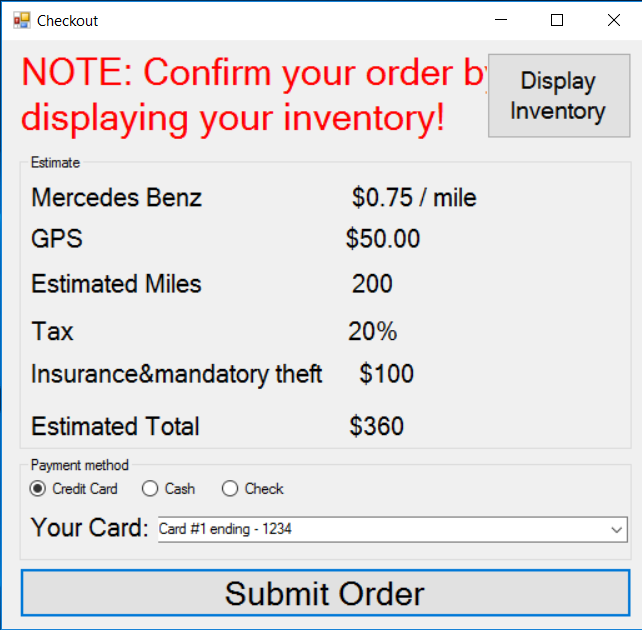 Checkout
NOTE: Confirm your order by
displaying your inventory!
Display
Inventory
Estimate
Mercedes Benz $0.75 / mile
GPS $50.00
Estimated Miles 200
Tax 20%
Insurance&mandatory theft $100
Estimated Total $360
Payment method
Credit Card Cash Check
Your Card: Card #1 ending - 1234
Submit Order